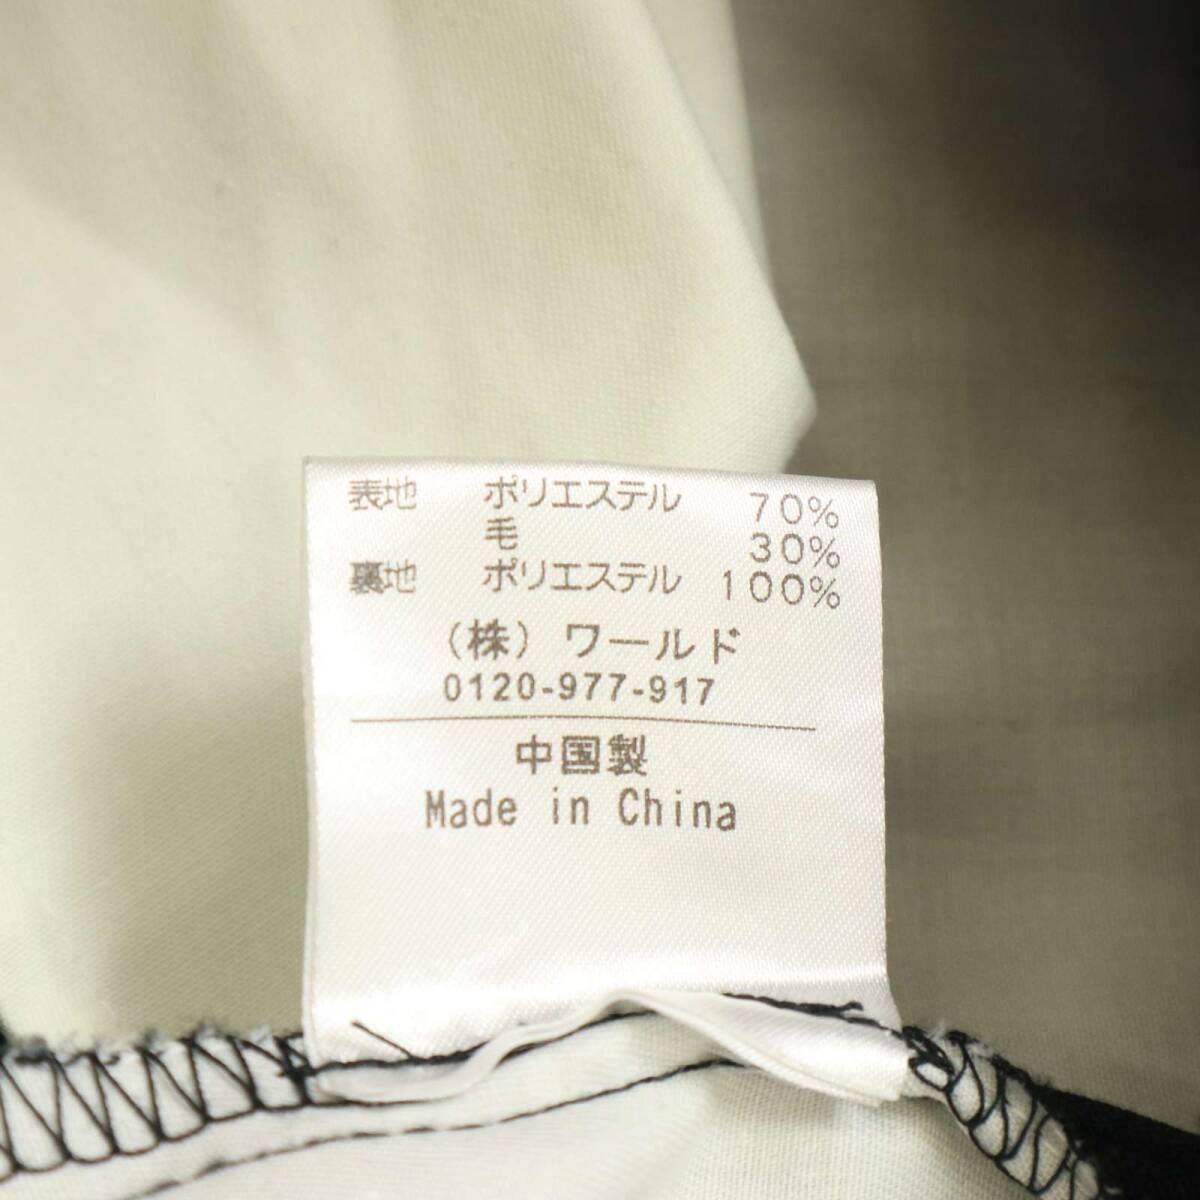 表地 ポリエステル 70%
毛 30%
裏地 ポリエステル 100%
（株）ワールド
0120-977-917
中国製
Made in China